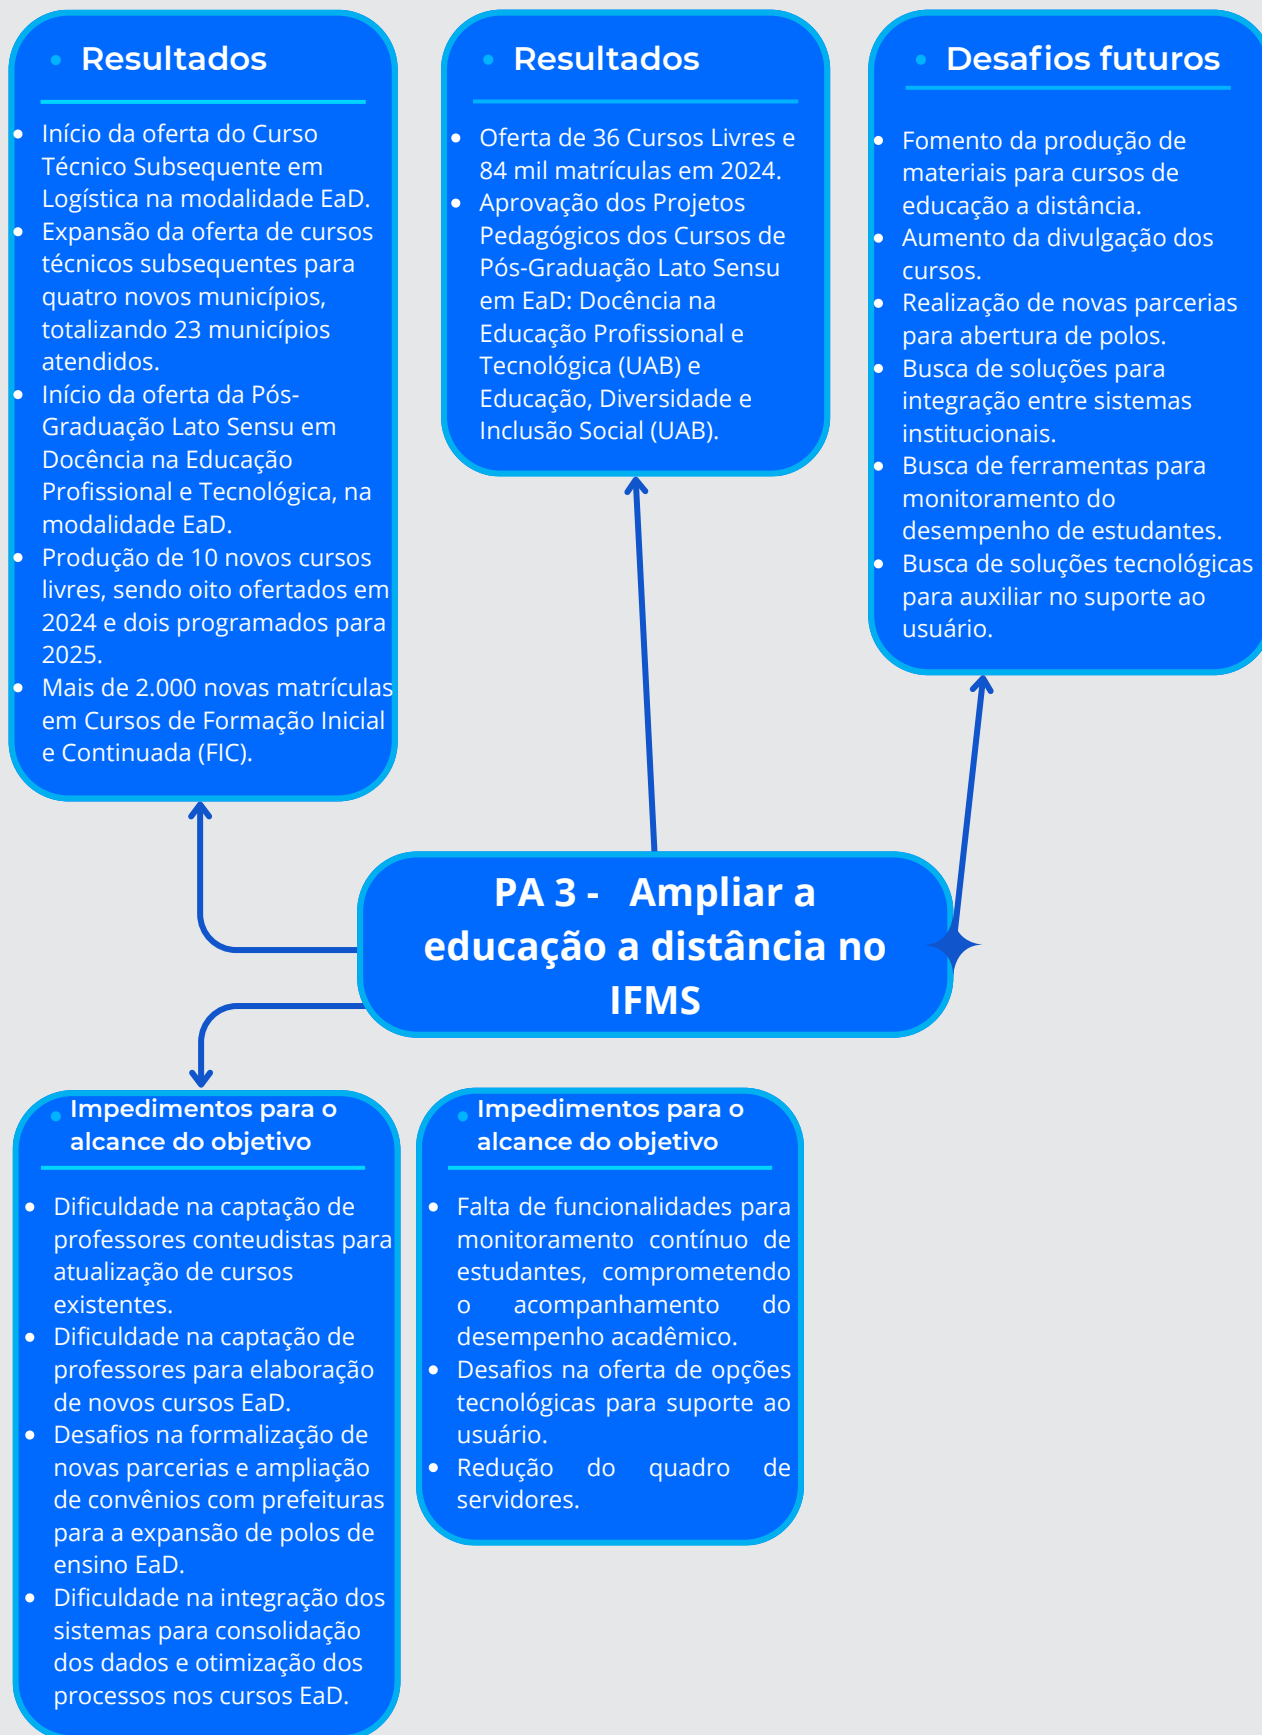 Resultados
Início da oferta do Curso
Técnico Subsequente em
Logística na modalidade EaD.
Expansão da oferta de cursos
técnicos subsequentes para
quatro novos municípios,
totalizando 23 municípios
atendidos.
Início da oferta da Pós-
Graduação Lato Sensu em
Docência na Educação
Profissional e Tecnológica, na
modalidade EaD.
Produção de 10 novos cursos
livres, sendo oito ofertados em
2024 e dois programados para
2025.
Mais de 2.000 novas matrículas
em Cursos de Formação Inicial
e Continuada (FIC).
Resultados
Oferta de 36 Cursos Livres e
84 mil matrículas em 2024.
Aprovação dos Projetos
Pedagógicos dos Cursos de
Pós-Graduação Lato Sensu
em EaD: Docência na
Educação Profissional e
Tecnológica (UAB) e
Educação, Diversidade e
Inclusão Social (UAB).
Desafios futuros
Fomento da produção de
materiais para cursos de
educação a distância.
Aumento da divulgação dos
cursos.
Realização de novas parcerias
para abertura de polos.
Busca de soluções para
integração entre sistemas
institucionais.
Busca de ferramentas para
monitoramento do
desempenho de estudantes.
Busca de soluções tecnológicas
para auxiliar no suporte ao
usuário.
PA 3 - Ampliar a
educação a distância no
IFMS
Impedimentos para o
alcance do objetivo
Dificuldade na captação de
professores conteudistas para
atualização de cursos
existentes.
Dificuldade na captação de
professores para elaboração
de novos cursos EaD.
Desafios na formalização de
novas parcerias e ampliação
de convênios com prefeituras
para a expansão de polos de
ensino EaD.
Dificuldade na integração dos
sistemas para consolidação
dos dados e otimização dos
processos nos cursos EaD.
Impedimentos para o
alcance do objetivo
Falta de funcionalidades para
monitoramento contínuo de
estudantes, comprometendo
o acompanhamento do
desempenho acadêmico.
Desafios na oferta de opções
tecnológicas para suporte ao
usuário.
Redução do quadro de
servidores.